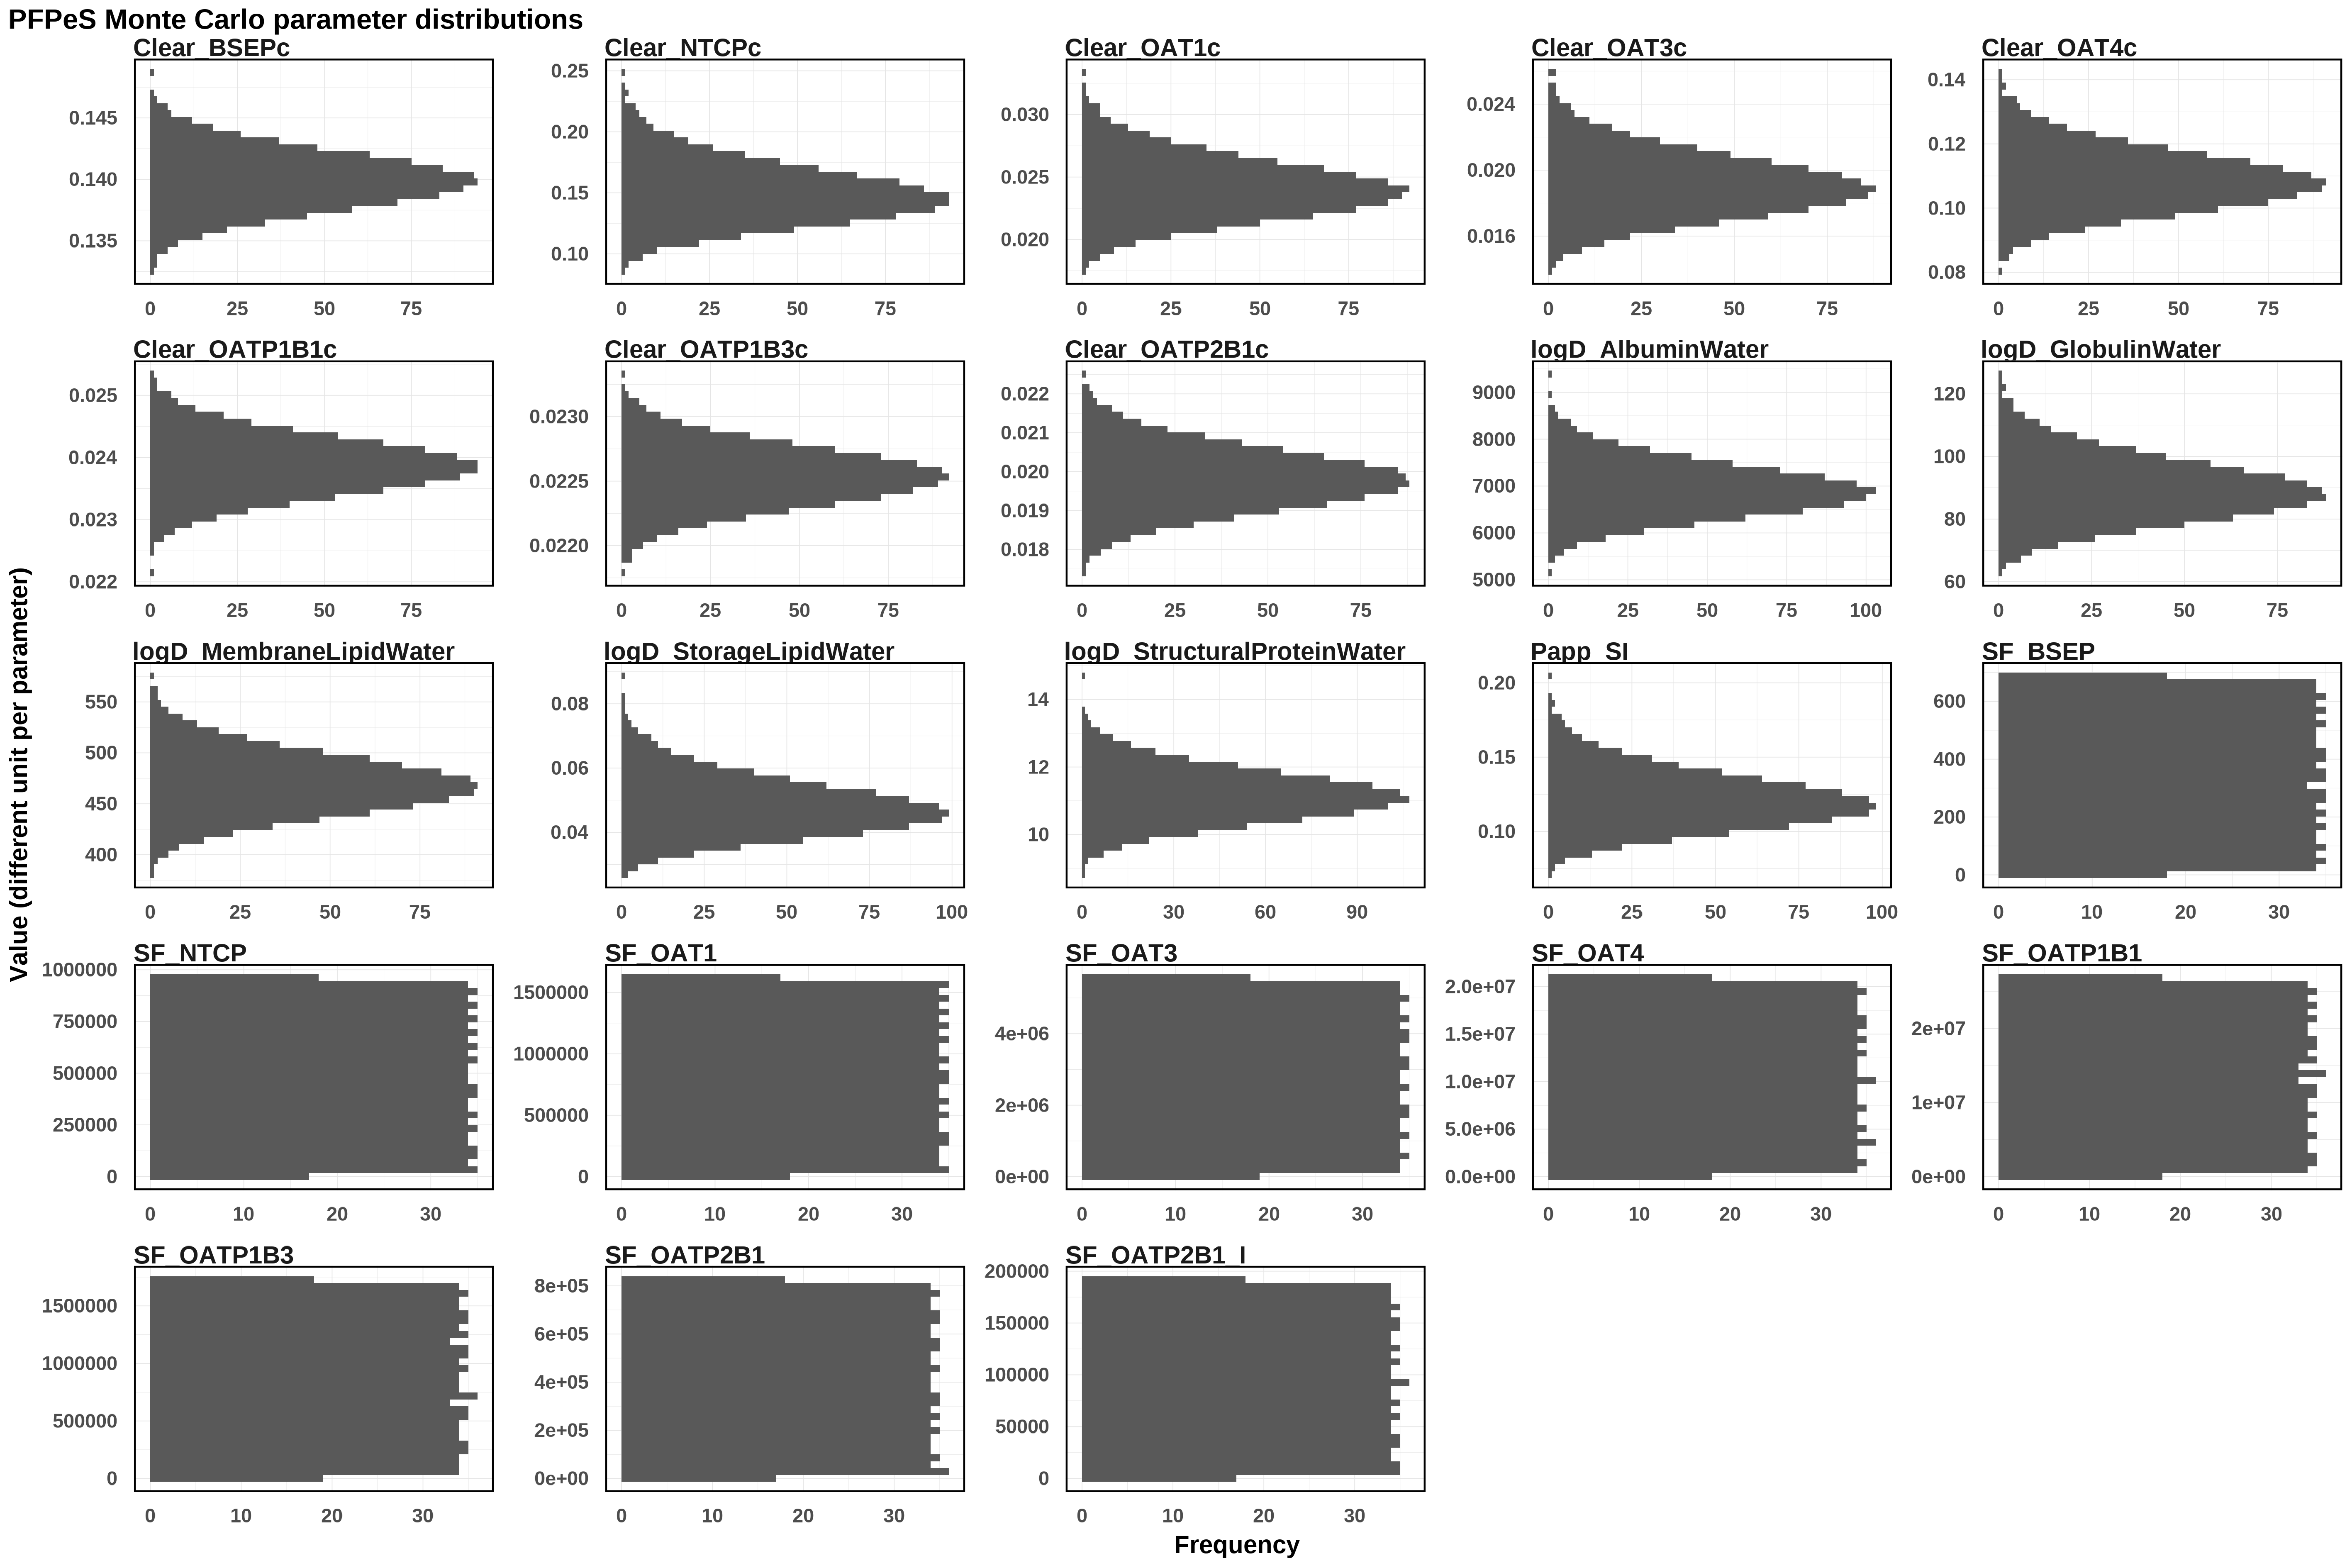 PFPeS Monte Carlo parameter distributions
Clear_BSEPc Clear_NTCPc Clear_OAT1c Clear_OAT3c Clear_OAT4c
0.145 0.140 0.135
0.25 0.20 0.15 0.10
0.030 0.025 0.020
0.024 0.020 0.016
0.14 0.12 0.10 0.08
0 25 50 75 0 25 50 75 0 25 50 75 0 25 50 75 0 25 50 75
Clear_OATP1B1c Clear_OATP1B3c Clear_OATP2B1c logD_AlbuminWater logD_GlobulinWater
0.025 0.024 0.023 0.022
0.0230 0.0225 0.0220
0.022 0.021 0.020 0.019 0.018
9000 8000 7000 6000 5000
120 100 80 60
0 25 50 75 0 25 50 75 0 25 50 75 0 25 50 75 100 0 25 50 75
Value (different unit per parameter)
logD_MembraneLipidWater logD_StorageLipidWater logD_StructuralProteinWater Papp_SI SF_BSEP
550 500 450 400
0.08 0.06 0.04
14 12 10
0.20 0.15 0.10
600 400 200 0
0 25 50 75 0 25 50 75 100 0 30 60 90 0 25 50 75 100 0 10 20 30
SF_NTCP SF_OAT1 SF_OAT3 SF_OAT4 SF_OATP1B1
1000000 750000 500000 250000 0
1500000 1000000 500000 0
4e+06 2e+06 0e+00
2.0e+07 1.5e+07 1.0e+07 5.0e+06 0.0e+00
2e+07 1e+07 0e+00
0 10 20 30 0 10 20 30 0 10 20 30 0 10 20 30 0 10 20 30
SF_OATP1B3 SF_OATP2B1 SF_OATP2B1_I
1500000 1000000 500000 0
8e+05 6e+05 4e+05 2e+05 0e+00
200000 150000 100000 50000 0
0 10 20 30 0 10 20 30 0 10 20 30
Frequency